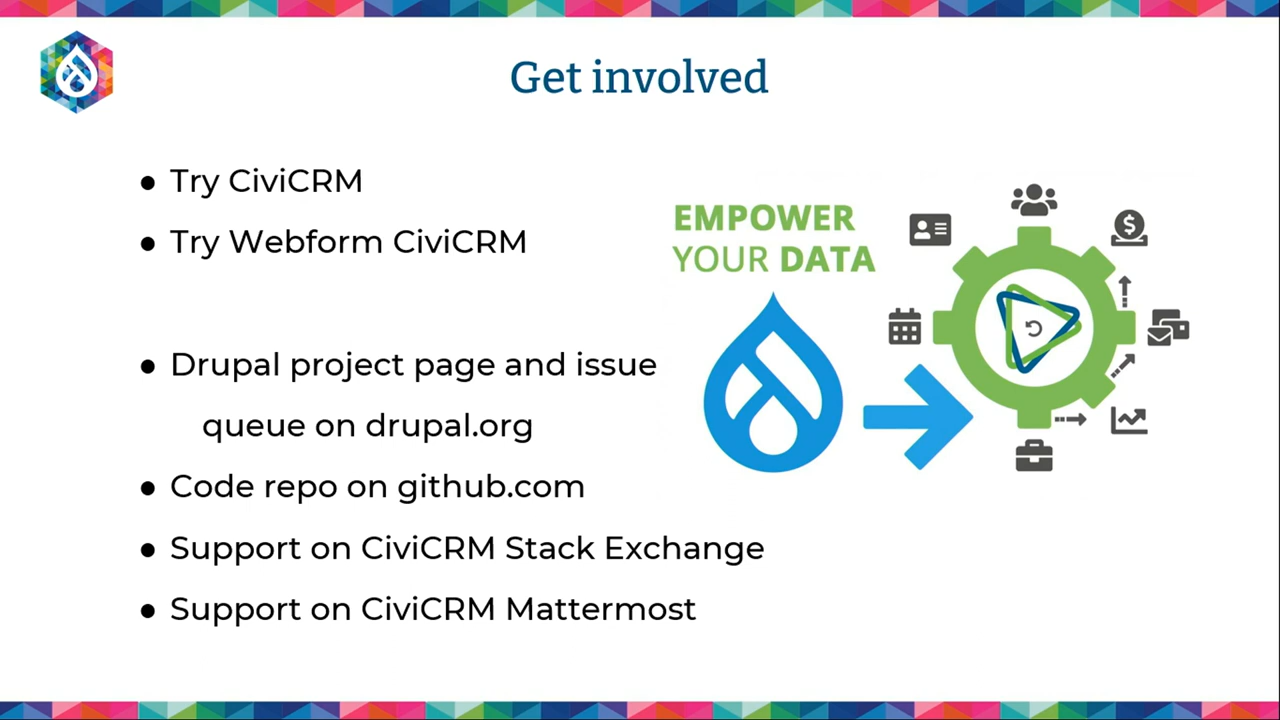 Get involved
● Try CiviCRM
● Try Webform CiviCRM
● Drupal project page and issue
queue on drupal.org
● Code repo on github.com
● Support on CiviCRM Stack Exchange
● Support on CiviCRM Mattermost
EMPOWER
YOUR DATA